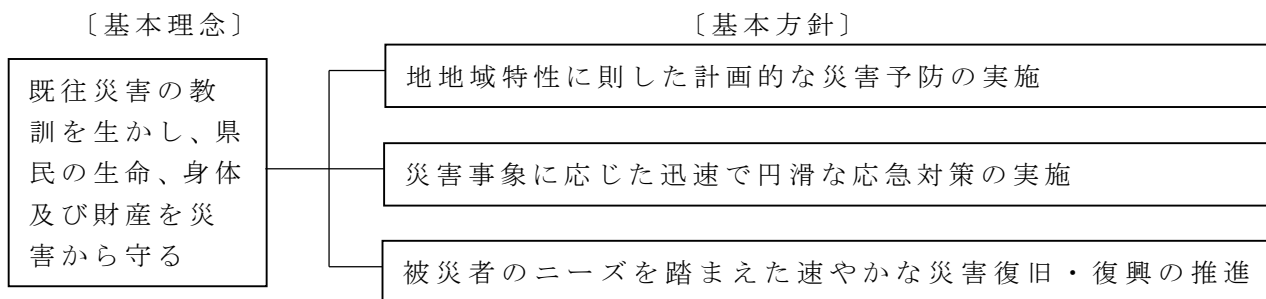 〔基本理念〕
〔基本方針〕
既往災害の教
訓を生かし、県
民の生命、身体
及び財産を災
害から守る
地地域特性に則した計画的な災害予防の実施
災害事象に応じた迅速で円滑な応急対策の実施
被災者のニーズを踏まえた速やかな災害復旧・復興の推進